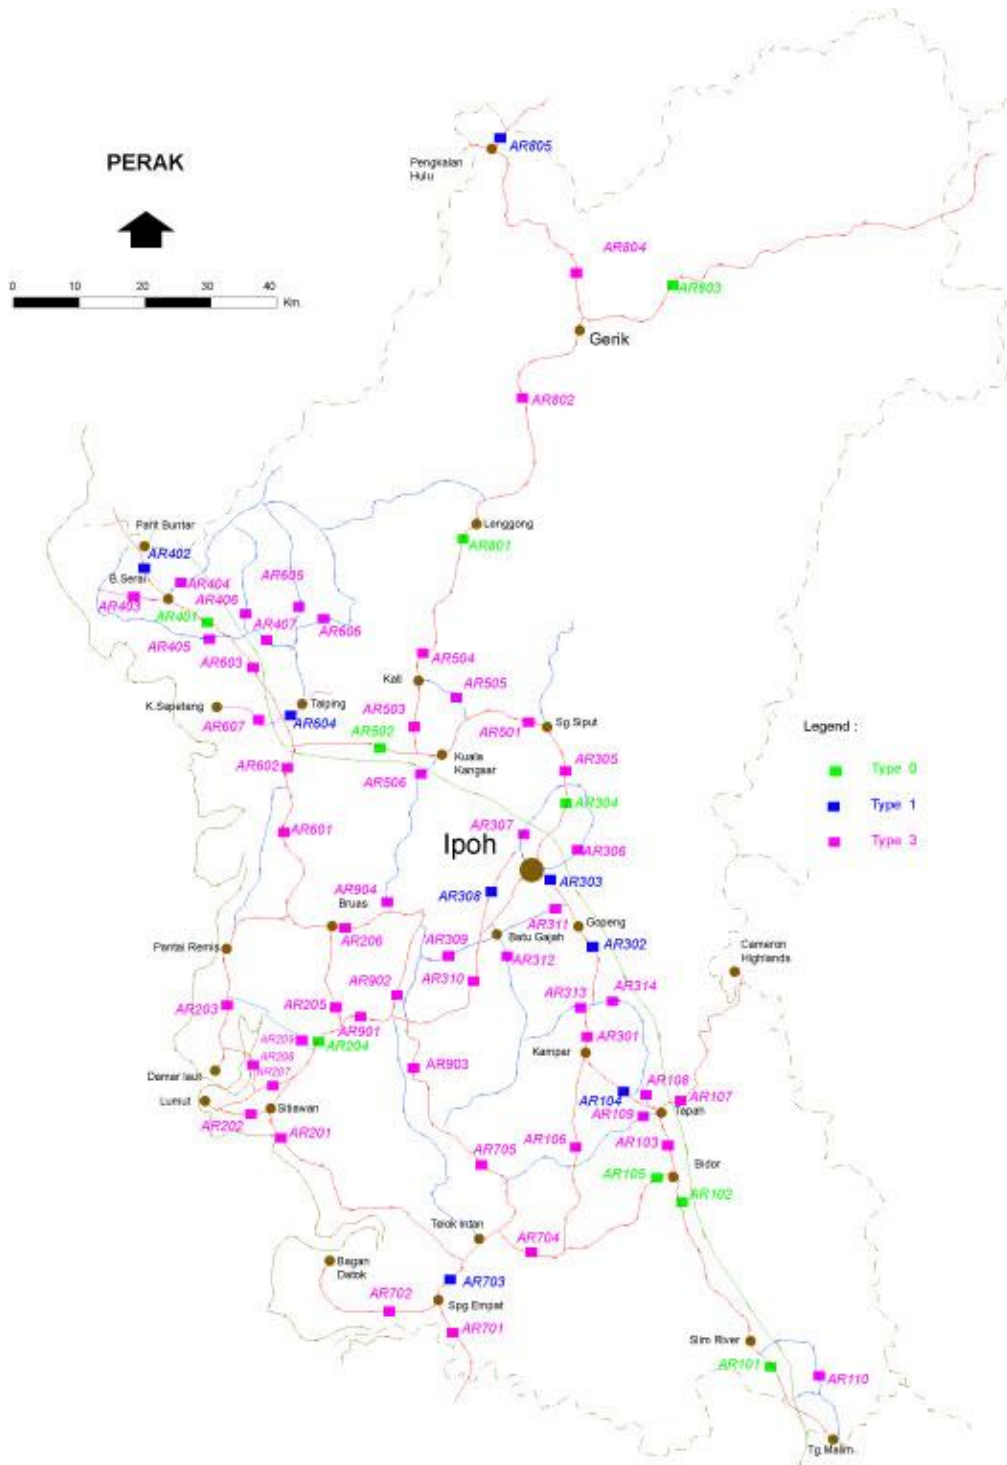 PERAK
0 10 20 30 40
Km.
Pengkalan
Hulu
AR805
AR804
AR803
Gerik
AR802
Lenggong
AR801
Parit Buntar
AR402
B.Serai
AR404
AR403
AR406
AR605
AR401
AR407
AR606
AR405
AR603
AR504
Kati
AR505
K.Sepeteng
Taiping
AR607
AR604
AR503
AR502
AR501
Sg.Siput
Kuala
Kangsar
AR602
AR506
AR305
AR304
AR601
AR307
Ipoh
AR306
AR904
AR308
AR303
Bruas
AR206
AR311
Gopeng
AR309
Batu Gajah
AR302
Pantai Remis
AR312
Cameron
Highlands
AR902
AR310
AR203
AR205
AR313
AR314
AR901
AR209
AR204
AR301
AR208
AR207
AR903
Kampar
Damar laut
Lumut
AR104
AR108
AR107
Sitiawan
AR109
Tapah
AR202
AR201
AR705
AR106
AR103
Bidor
AR105
AR102
Telok Intan
AR704
Bagan
Datok
AR703
AR702
Spg.Empat
AR701
Slim River
AR101
AR110
Tg.Malim
Legend :
Type 0
Type 1
Type 3